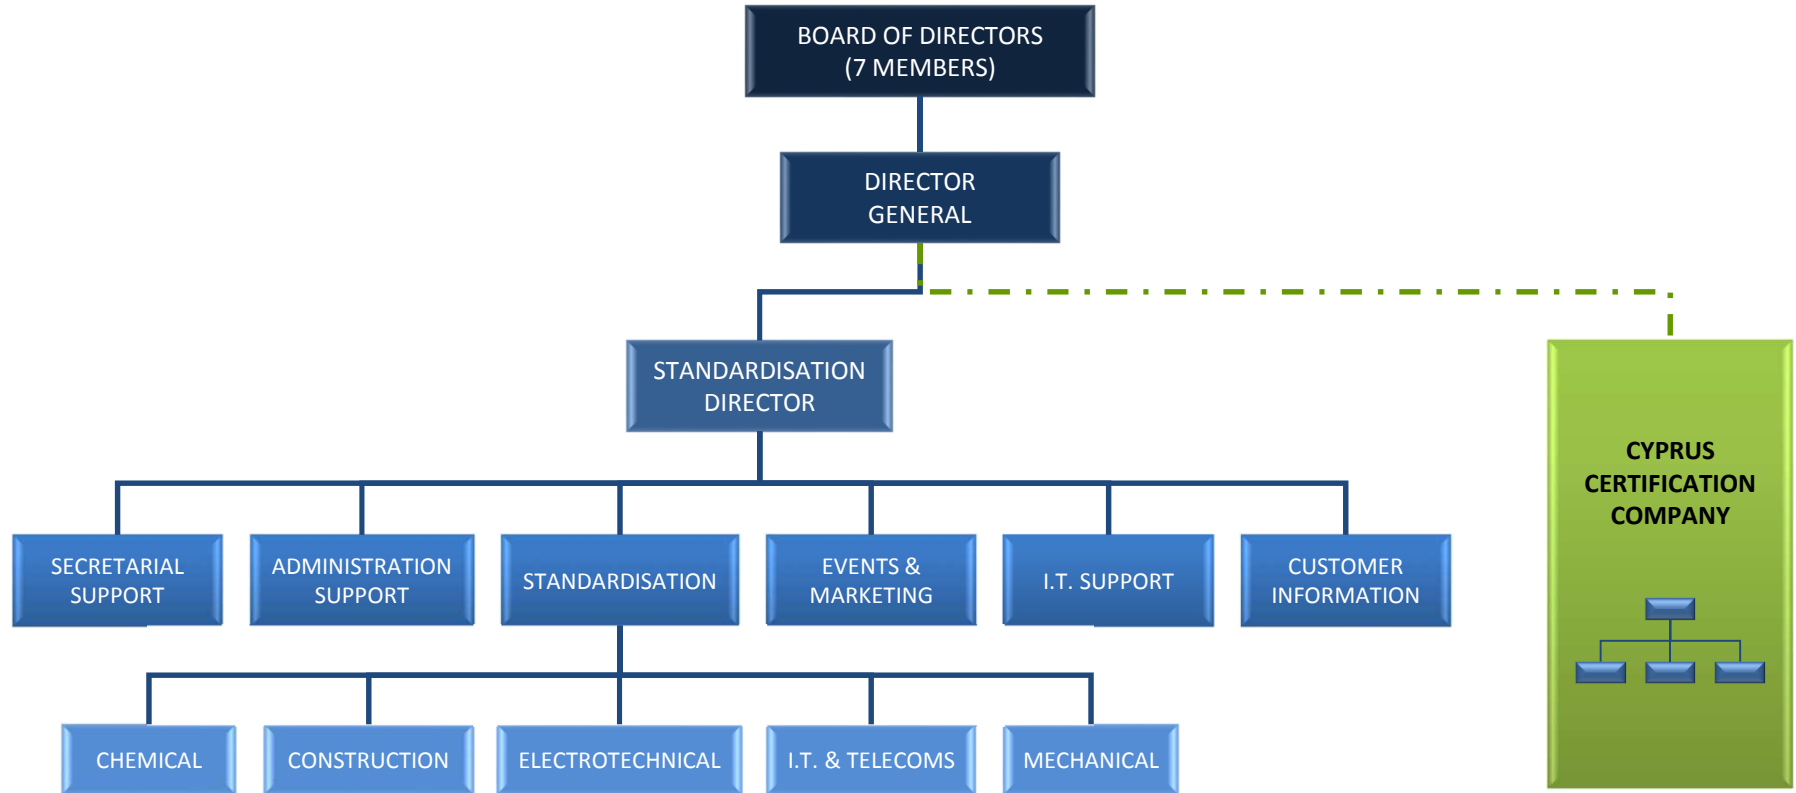 BOARD OF DIRECTORS
(7 MEMBERS)
DIRECTOR
GENERAL
STANDARDISATION
DIRECTOR
CYPRUS
CERTIFICATION
COMPANY
SECRETARIAL
SUPPORT
ADMINISTRATION
SUPPORT
STANDARDISATION
EVENTS &
MARKETING
I.T. SUPPORT
CUSTOMER
INFORMATION
CHEMICAL
CONSTRUCTION
ELECTROTECHNICAL
I.T. & TELECOMS
MECHANICAL